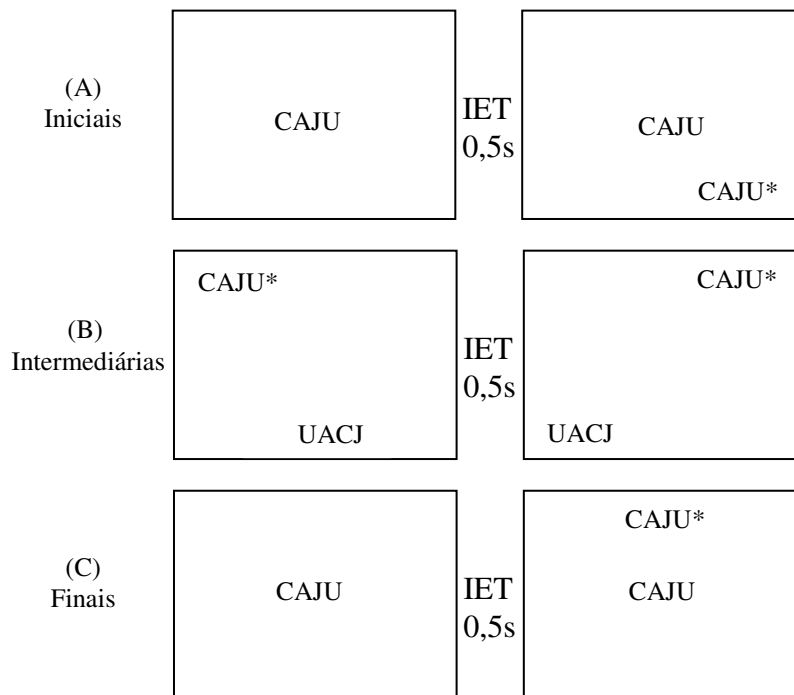 (A)
Iniciais
CAJU
IET
0,5s
CAJU
CAJU*
(B)
Intermediárias
CAJU*
UACJ
IET
0,5s
CAJU*
UACJ
(C)
Finais
CAJU
IET
0,5s
CAJU*
CAJU